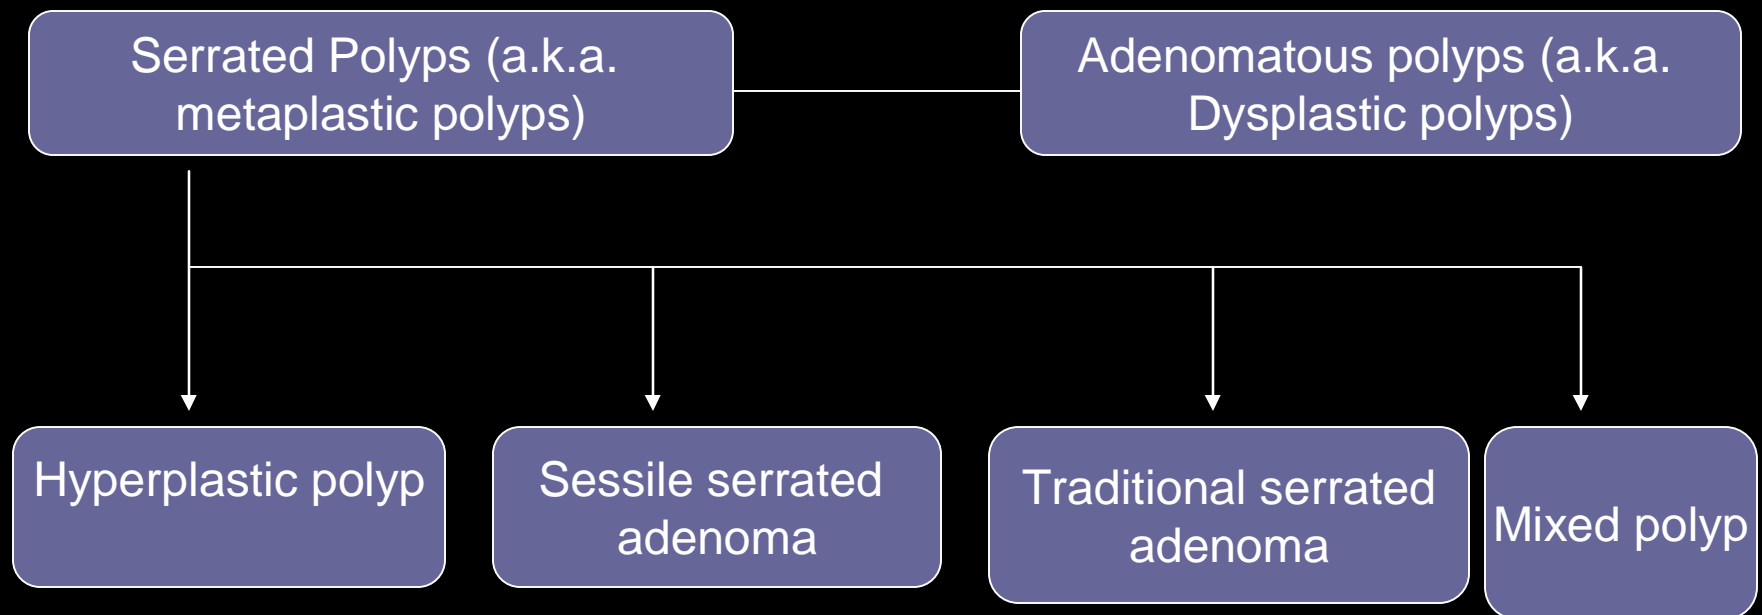 Serrated Polyps (a.k.a.
metaplastic polyps)
Adenomatous polyps (a.k.a.
Dysplastic polyps)
Hyperplastic polyp
Sessile serrated
adenoma
Traditional serrated
adenoma
Mixed polyp